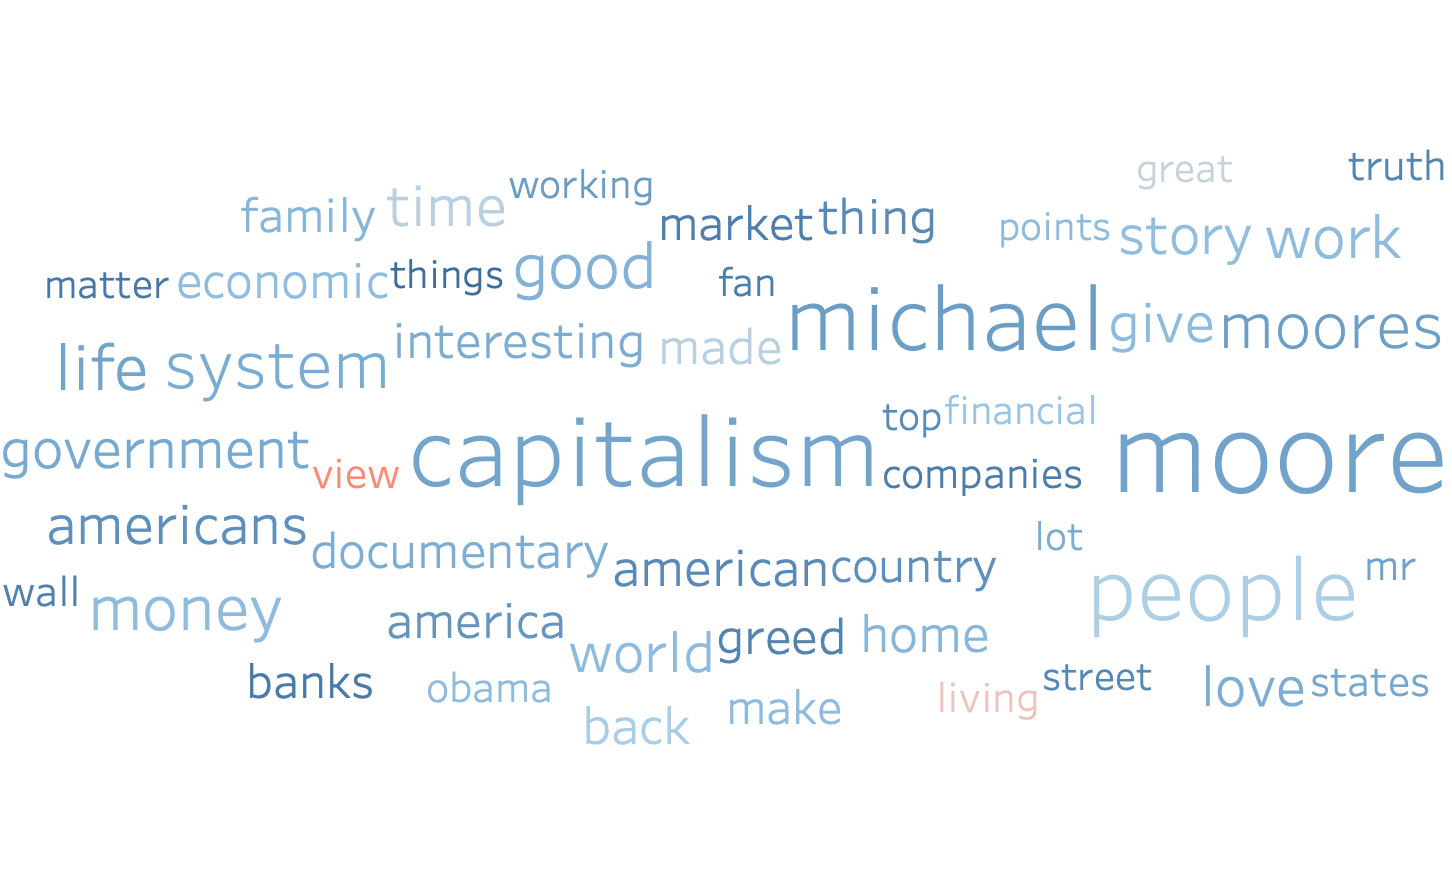 great truth
family time working
market thing points story work
matter economic things good fan
michael give moores
life system interesting made
top financial
government view capitalism companies moore
americans documentary lot
american country people mr
wall money america
world greed home
banks obama living street love states
back make